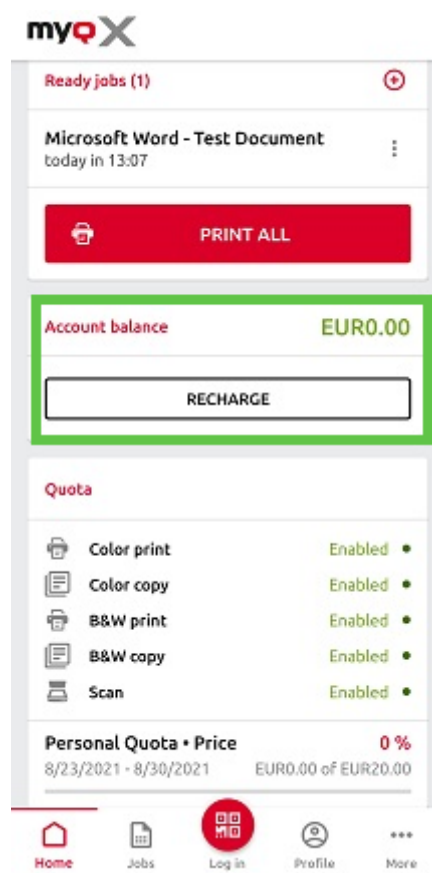 myQ X
Ready jobs (1)
Microsoft Word - Test Document
today in 13:07
PRINT ALL
Account balance EUR0.00
RECHARGE
Quota
Color print Enabled
Color copy Enabled
B&W print Enabled
B&W copy Enabled
Scan Enabled
Personal Quota • Price 0 %
8/23/2021 - 8/30/2021 EUR0.00 of EUR20.00
Home Jobs Log in Profile More